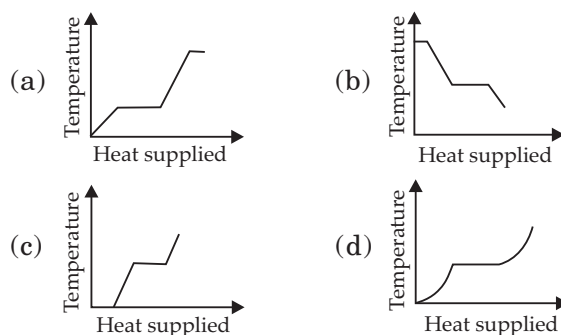 (a)
Temperature
Heat supplied
(b)
Temperature
Heat supplied
(c)
Temperature
Heat supplied
(d)
Temperature
Heat supplied